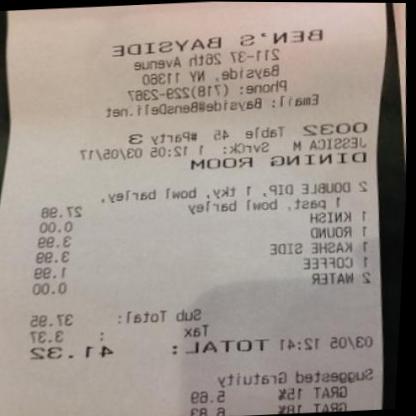 BEN'S BAYSIDE
211-37 26th Avenue
Bayside, NY, 11360
Phone: (718)229-2367
Email: Bayside@BensDeli.net
0032 Table 45 #Party 3
JESSICA M SvrCk: 1 12:05 03/05/17
DINING ROOM
2 DOUBLE DIP, 1 tky, bowl barley,
1 past, bowl barley 27.98
1 KNISH 0.00
1 ROUND 3.99
1 KASHA SIDE 3.99
1 COFFEE 1.99
2 WATER 0.00
Sub Total: 37.95
Tax : 3.37
03/05 12:41 TOTAL: 41.32
Suggested Gratuity
GRAT 15% 5.69
GRAT 18% 6.83